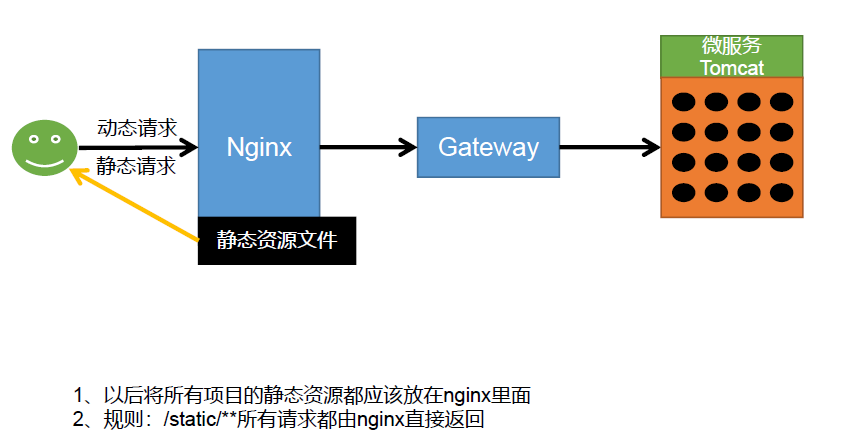 微服务
Tomcat
动态请求
静态请求
Nginx
Gateway
静态资源文件
1、以后将所有项目的静态资源都应该放在nginx里面
2、规则：/static/**所有请求都由nginx直接返回